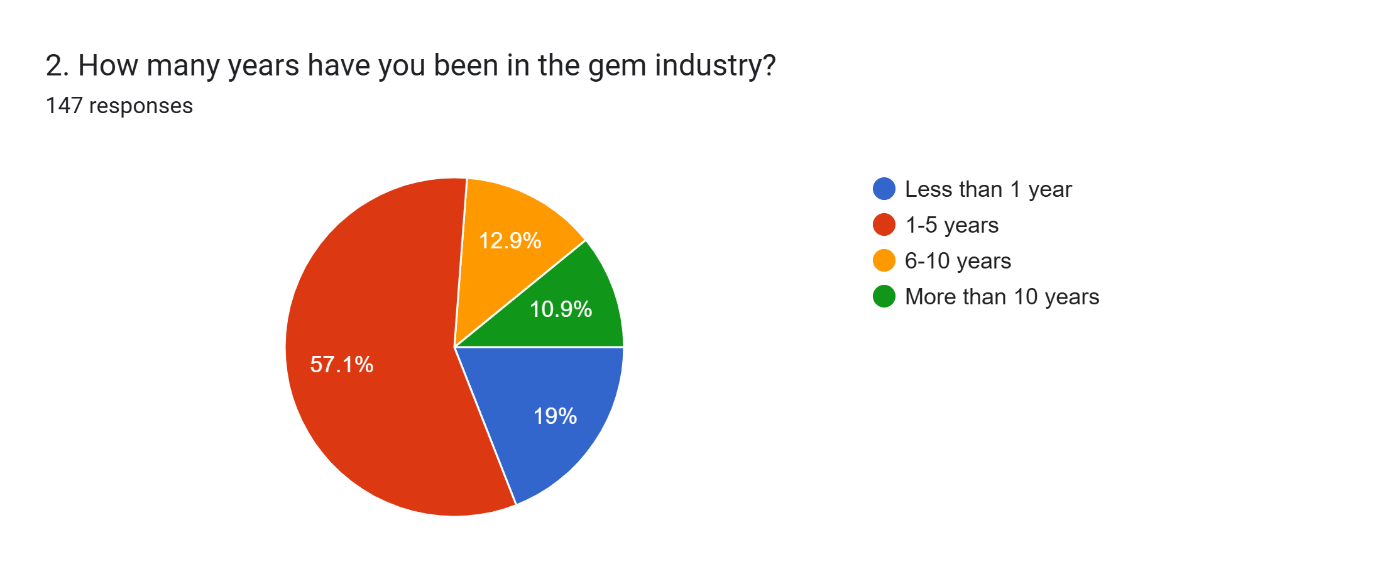 2. How many years have you been in the gem industry?
147 responses
Less than 1 year
1-5 years
6-10 years
More than 10 years
12.9%
10.9%
57.1%
19%